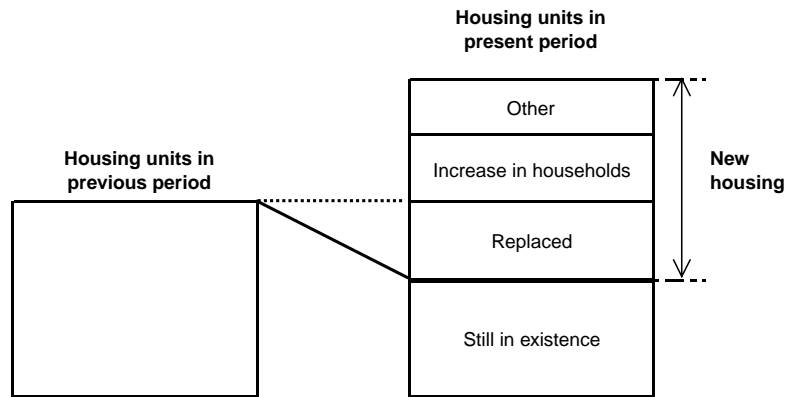 Housing units in
present period
Other
Housing units in
previous period
Increase in households
New
housing
Replaced
Still in existence